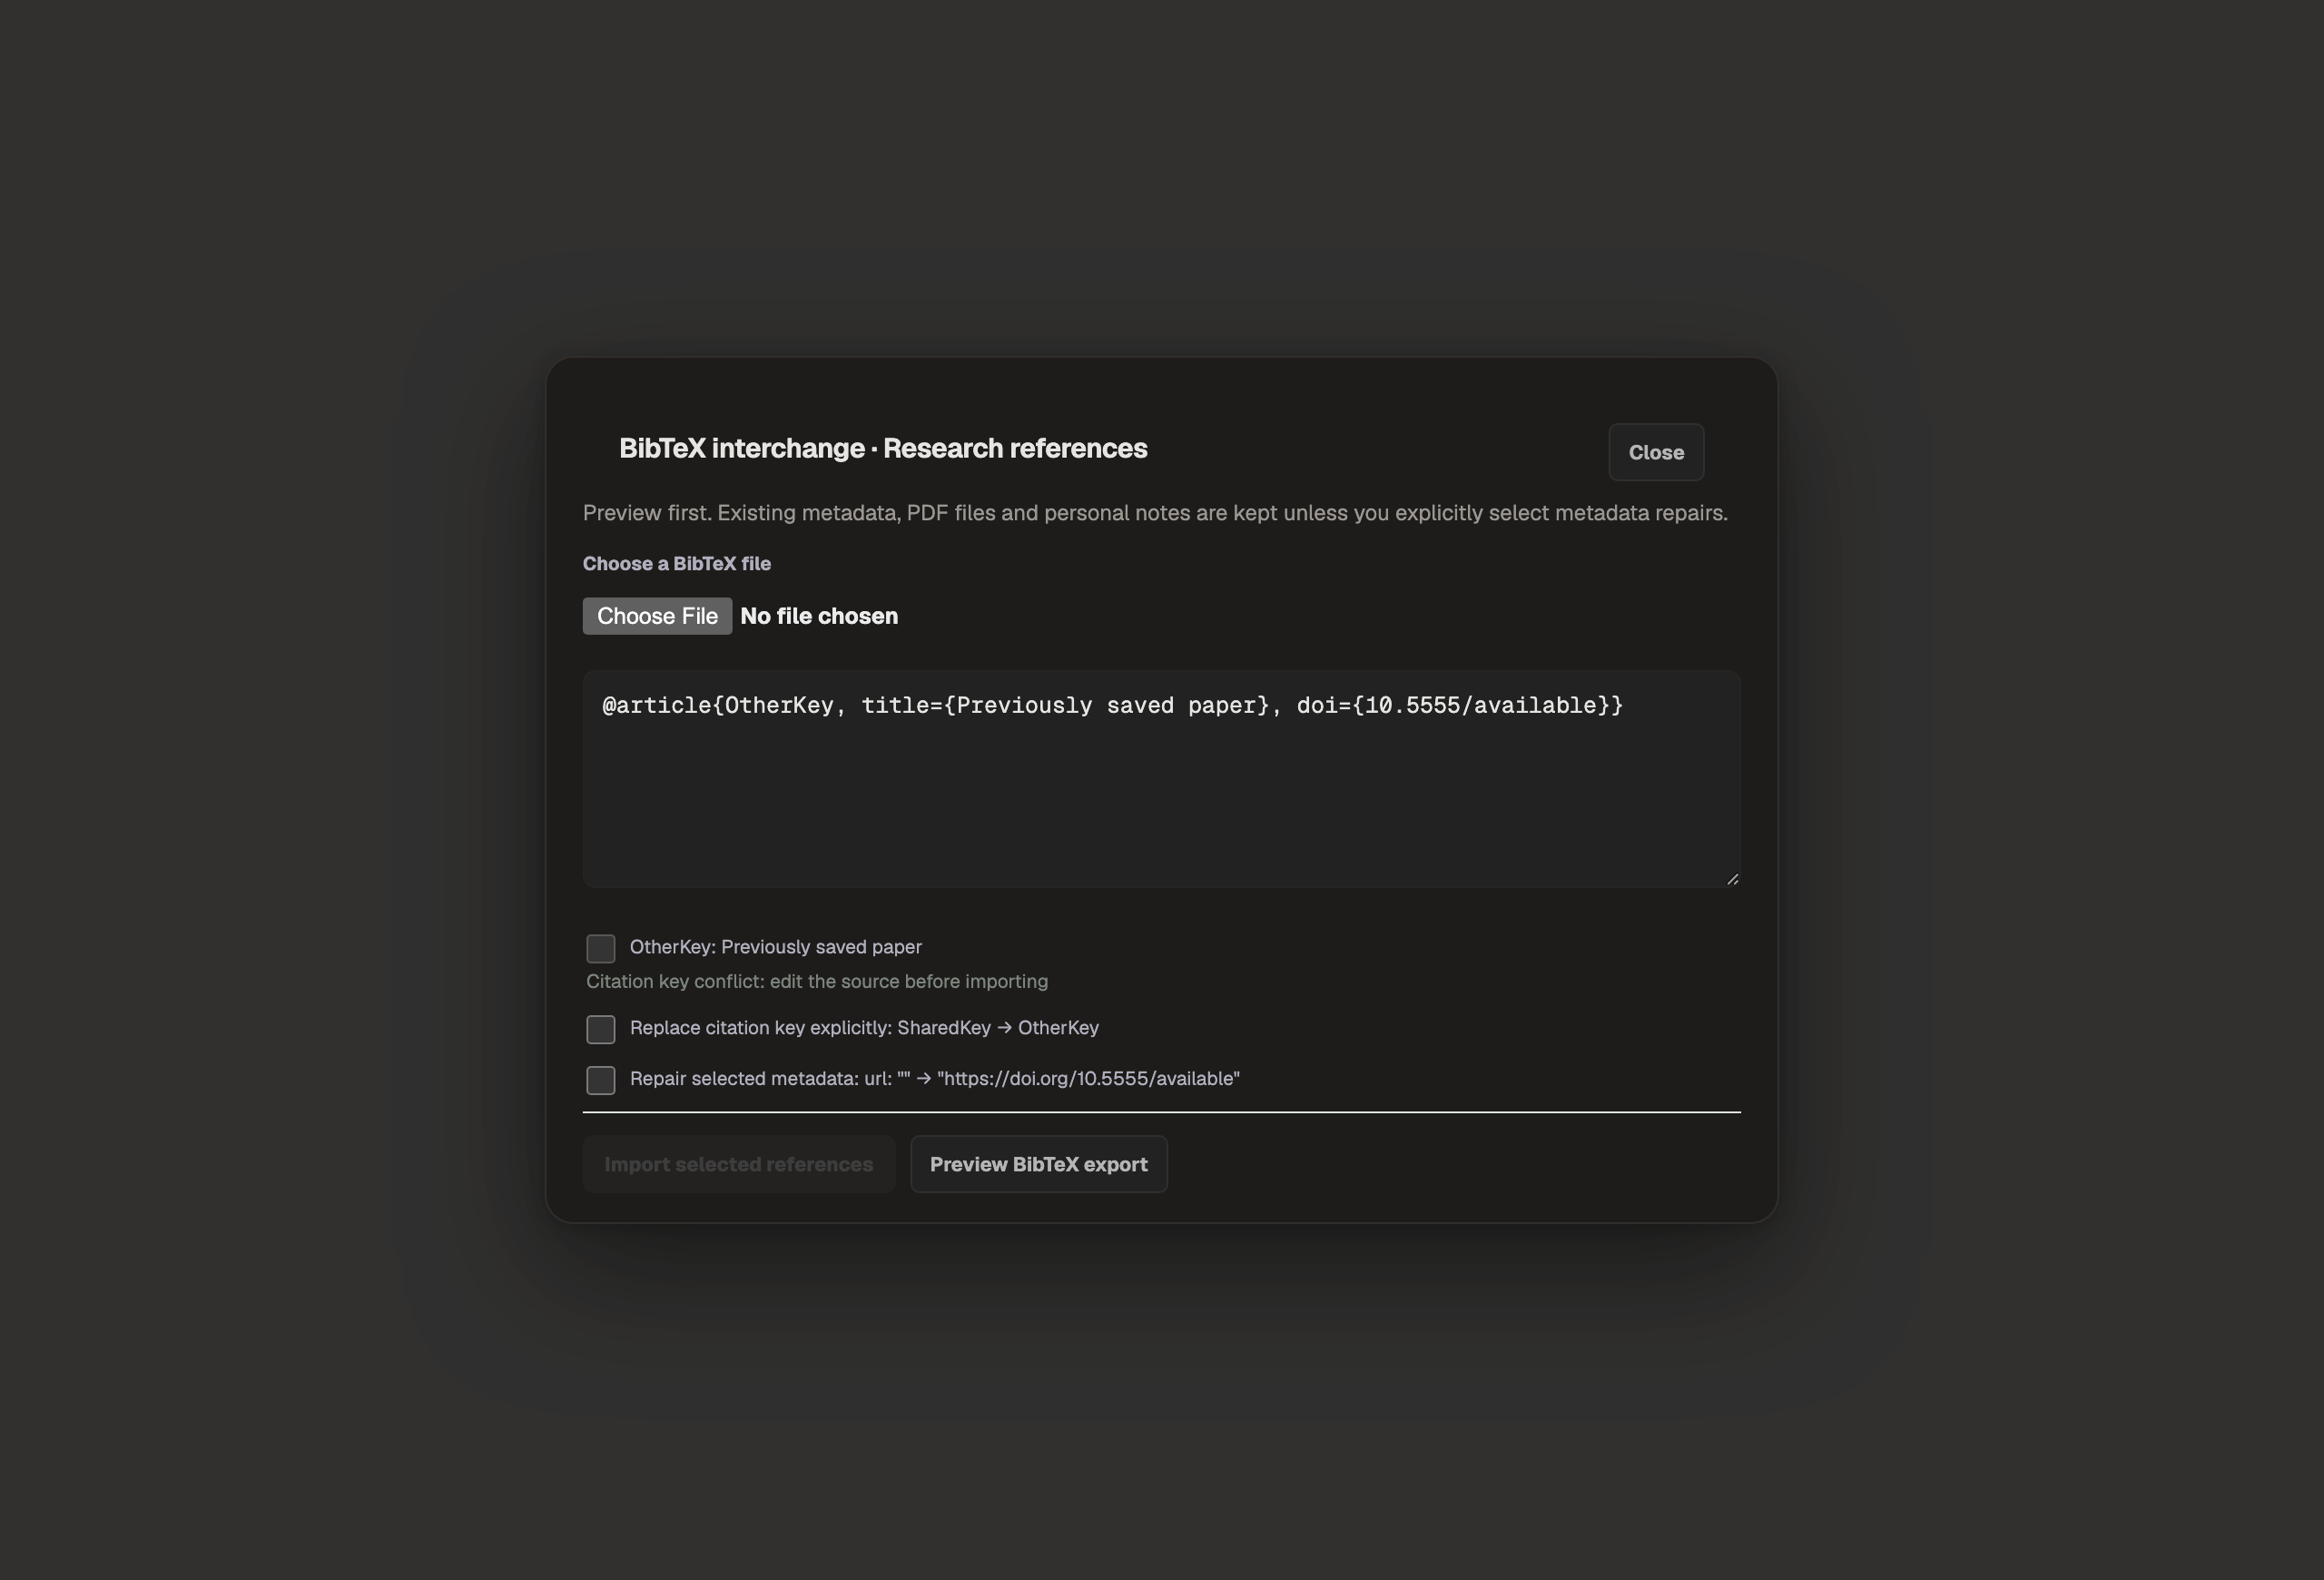 BibTeX interchange · Research references
Close
Preview first. Existing metadata, PDF files and personal notes are kept unless you explicitly select metadata repairs.
Choose a BibTeX file
Choose File No file chosen
@article{OtherKey, title={Previously saved paper}, doi={10.5555/available}}
OtherKey: Previously saved paper
Citation key conflict: edit the source before importing
Replace citation key explicitly: SharedKey → OtherKey
Repair selected metadata: url: "" → "https://doi.org/10.5555/available"
Import selected references
Preview BibTeX export